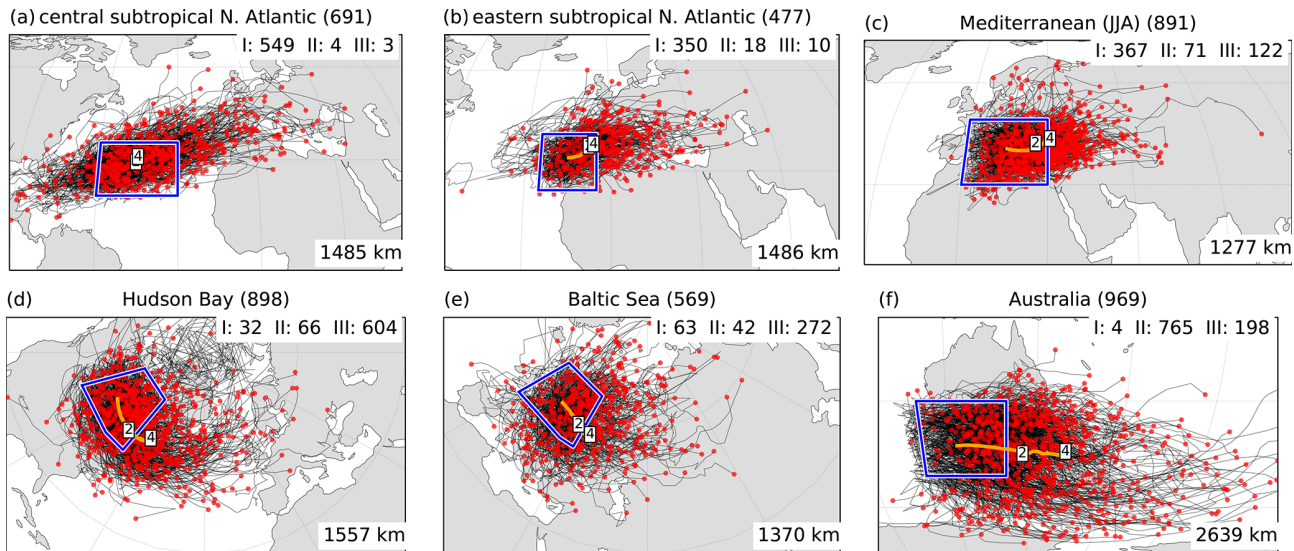 (a) central subtropical N. Atlantic (691)
I: 549 II: 4 III: 3
4
1485 km
(b) eastern subtropical N. Atlantic (477)
I: 350 II: 18 III: 10
4
1486 km
(c) Mediterranean (JJA) (891)
I: 367 II: 71 III: 122
2 4
1277 km
(d) Hudson Bay (898)
I: 32 II: 66 III: 604
2 4
1557 km
(e) Baltic Sea (569)
I: 63 II: 42 III: 272
2 4
1370 km
(f) Australia (969)
I: 4 II: 765 III: 198
2 4
2639 km